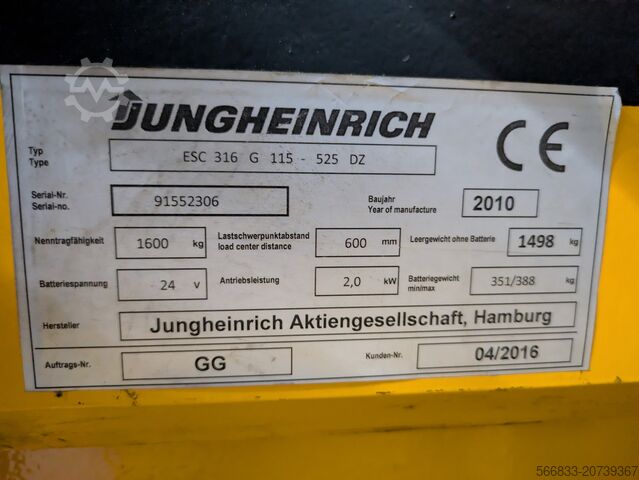 JUNGHEINRICH
Typ
Type
ESC 316 G 115 - 525 DZ
CE
Serial-Nr.
Serial-no.
91552306
Baujahr
Year of manufacture
2010
Nenntragfähigkeit
1600 kg
Lastschwerpunktabstand
load center distance
600 mm
Leergewicht ohne Batterie
1498 kg
Batteriespannung
24 V
Antriebsleistung
2,0 kW
Batteriegewicht
min/max
351/388 kg
Hersteller
Jungheinrich Aktiengesellschaft, Hamburg
Auftrags-Nr.
GG
Kunden-Nr.
04/2016
566833-20739367